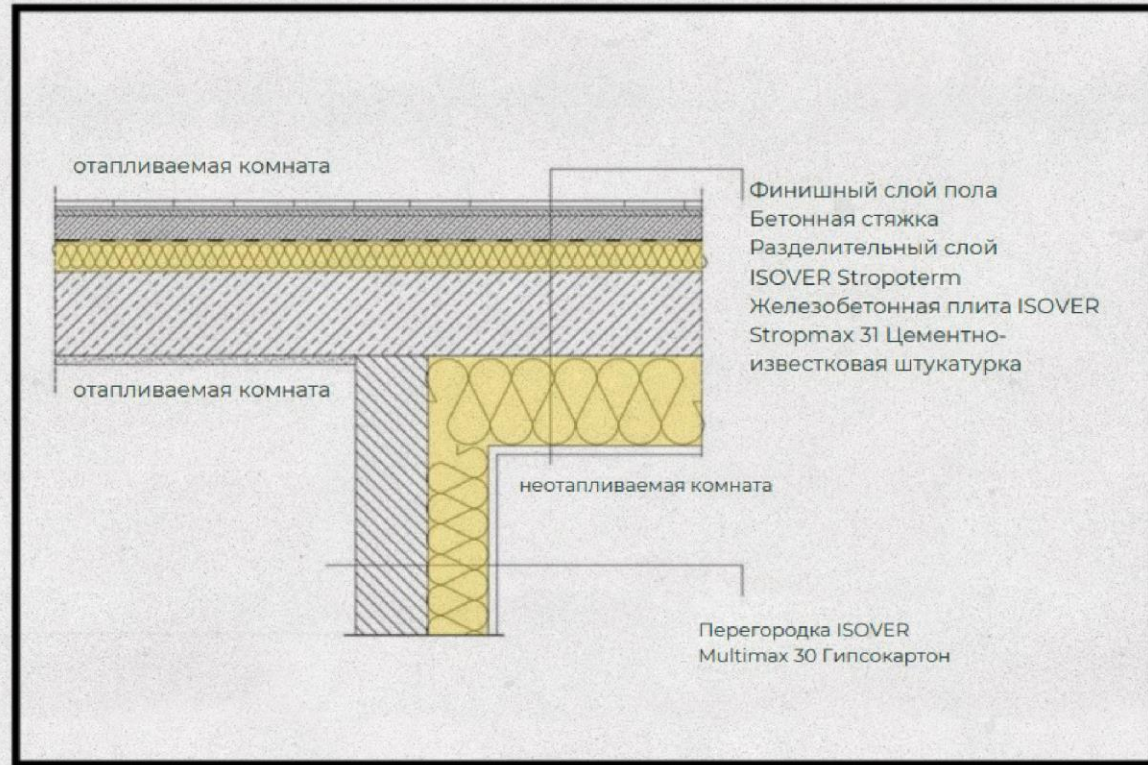 отапливаемая комната
Финишный слой пола
Бетонная стяжка
Разделительный слой
ISOVER Stropoterm
Железобетонная плита ISOVER
Stropmax 31 Цементно-
известковая штукатурка
отапливаемая комната
неотапливаемая комната
Перегородка ISOVER
Multimax 30 Гипсокартон